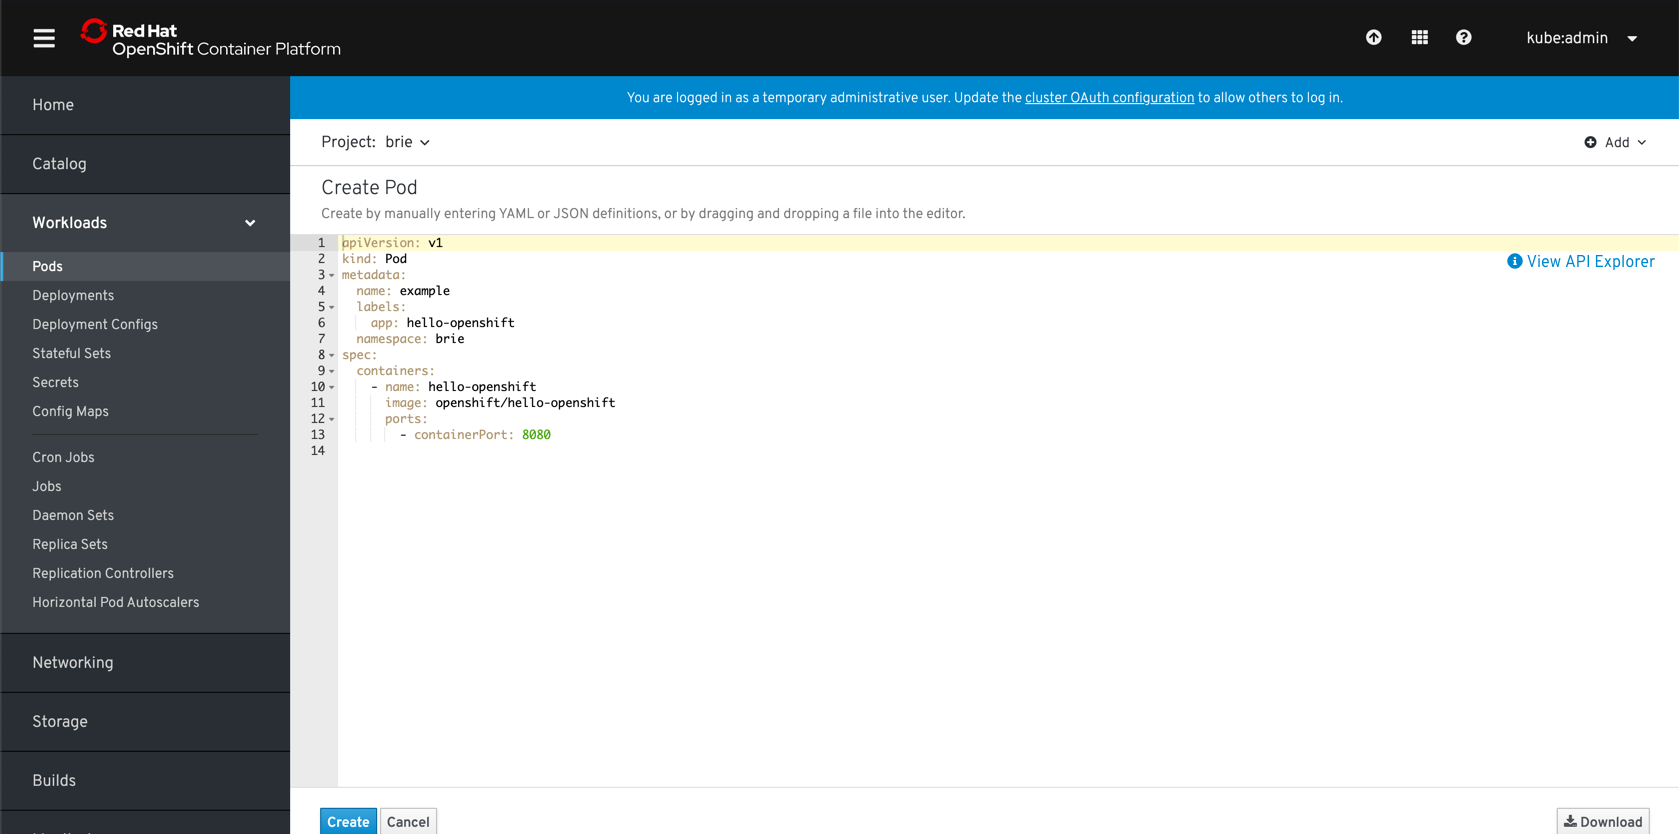 Red Hat
OpenShift Container Platform
kube:admin
Home
Catalog
Workloads
Pods
Deployments
Deployment Configs
Stateful Sets
Secrets
Config Maps
Cron Jobs
Jobs
Daemon Sets
Replica Sets
Replication Controllers
Horizontal Pod Autoscalers
Networking
Storage
Builds
You are logged in as a temporary administrative user. Update the cluster OAuth configuration to allow others to log in.
Project: brie
Add
Create Pod
Create by manually entering YAML or JSON definitions, or by dragging and dropping a file into the editor.
View API Explorer
1 apiVersion: v1
2 kind: Pod
3 metadata:
4 name: example
5 labels:
6 app: hello-openshift
7 namespace: brie
8 spec:
9 containers:
10 - name: hello-openshift
11 image: openshift/hello-openshift
12 ports:
13 - containerPort: 8080
14
Create Cancel
Download